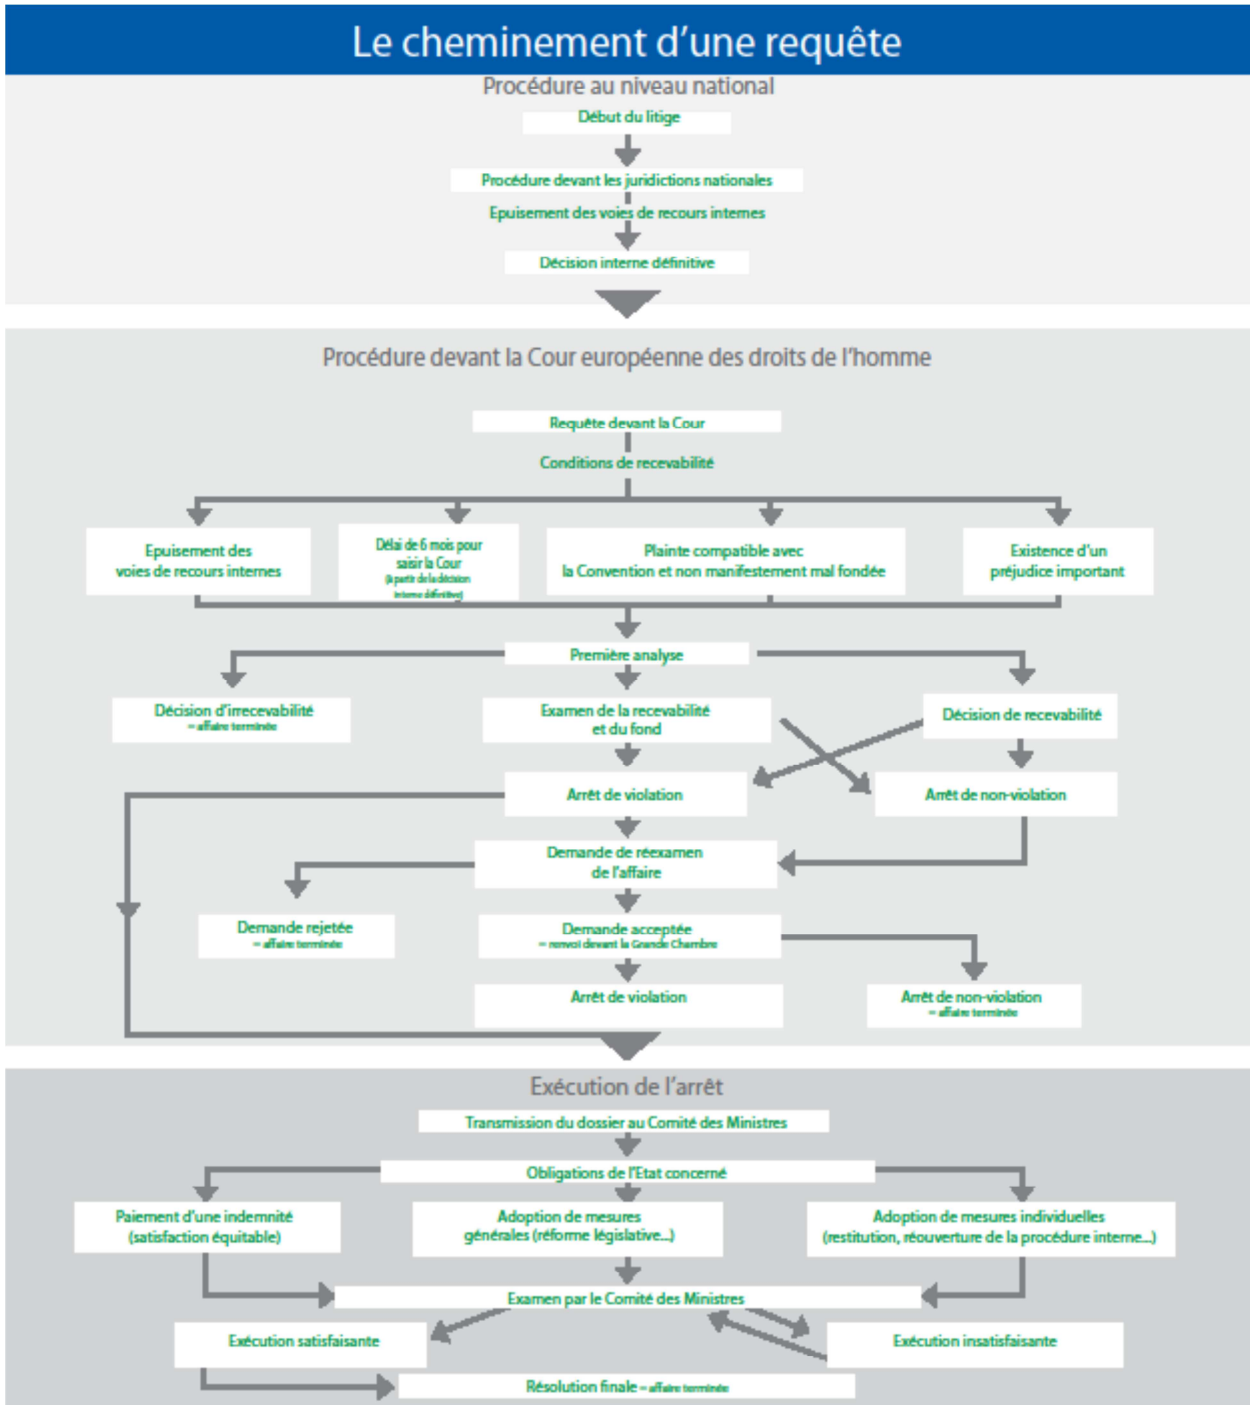 Le cheminement d’une requête
Procédure au niveau national
Début du litige
Procédure devant les juridictions nationales
Epuisement des voies de recours internes
Décision interne définitive
Procédure devant la Cour européenne des droits de l’homme
Requête devant la Cour
Conditions de recevabilité
Epuisement des
voies de recours internes
Délai de 6 mois pour
saisir la Cour
(à partir de la décision
interne définitive)
Plainte compatible avec
la Convention et non manifestement mal fondée
Existence d’un
préjudice important
Première analyse
Décision d’irrecevabilité
= affaire terminée
Examen de la recevabilité
et du fond
Décision de recevabilité
Arrêt de violation
Arrêt de non-violation
Demande de réexamen
de l’affaire
Demande rejetée
= affaire terminée
Demande acceptée
= renvoi devant la Grande Chambre
Arrêt de violation
Arrêt de non-violation
= affaire terminée
Exécution de l’arrêt
Transmission du dossier au Comité des Ministres
Obligations de l’Etat concerné
Paiement d’une indemnité
(satisfaction équitable)
Adoption de mesures
générales (réforme législative...)
Adoption de mesures individuelles
(restitution, réouverture de la procédure interne...)
Examen par le Comité des Ministres
Exécution satisfaisante
Exécution insatisfaisante
Résolution finale = affaire terminée